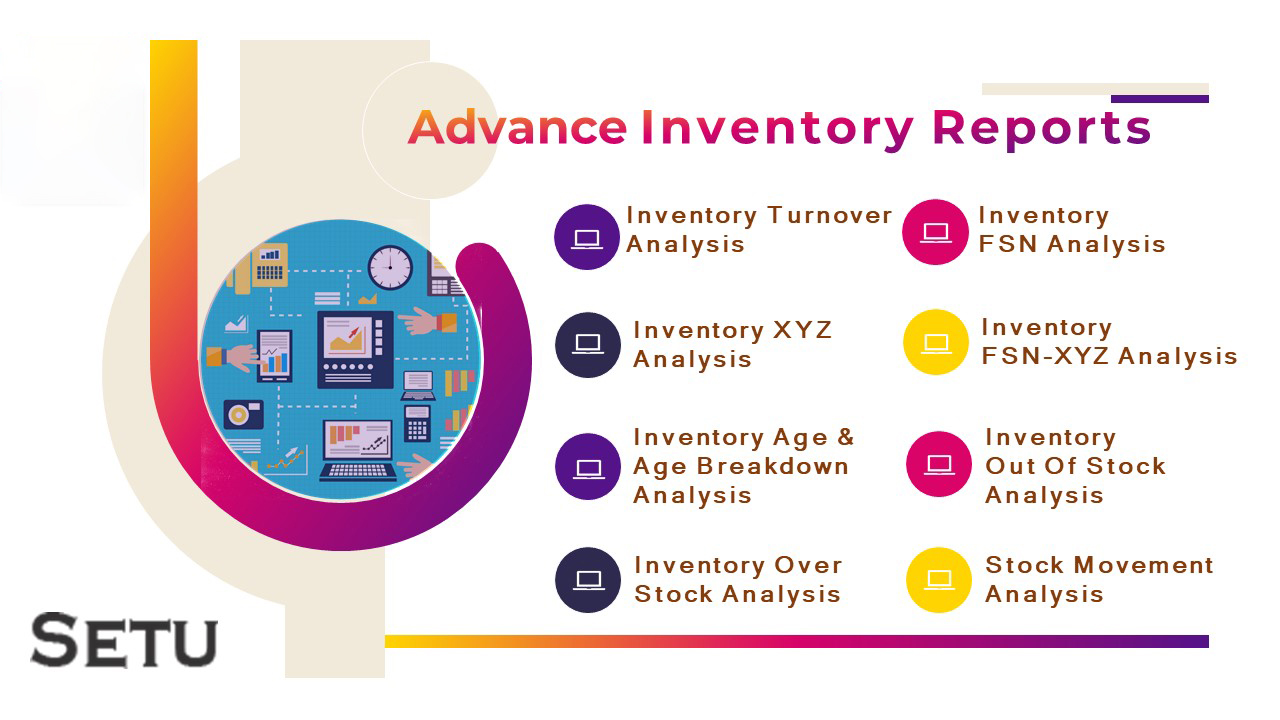 Advance Inventory Reports
Inventory Turnover
Analysis
Inventory
FSN Analysis
Inventory XYZ
Analysis
Inventory
FSN-XYZ Analysis
Inventory Age &
Age Breakdown
Analysis
Inventory
Out Of Stock
Analysis
Inventory Over
Stock Analysis
Stock Movement
Analysis
SETU